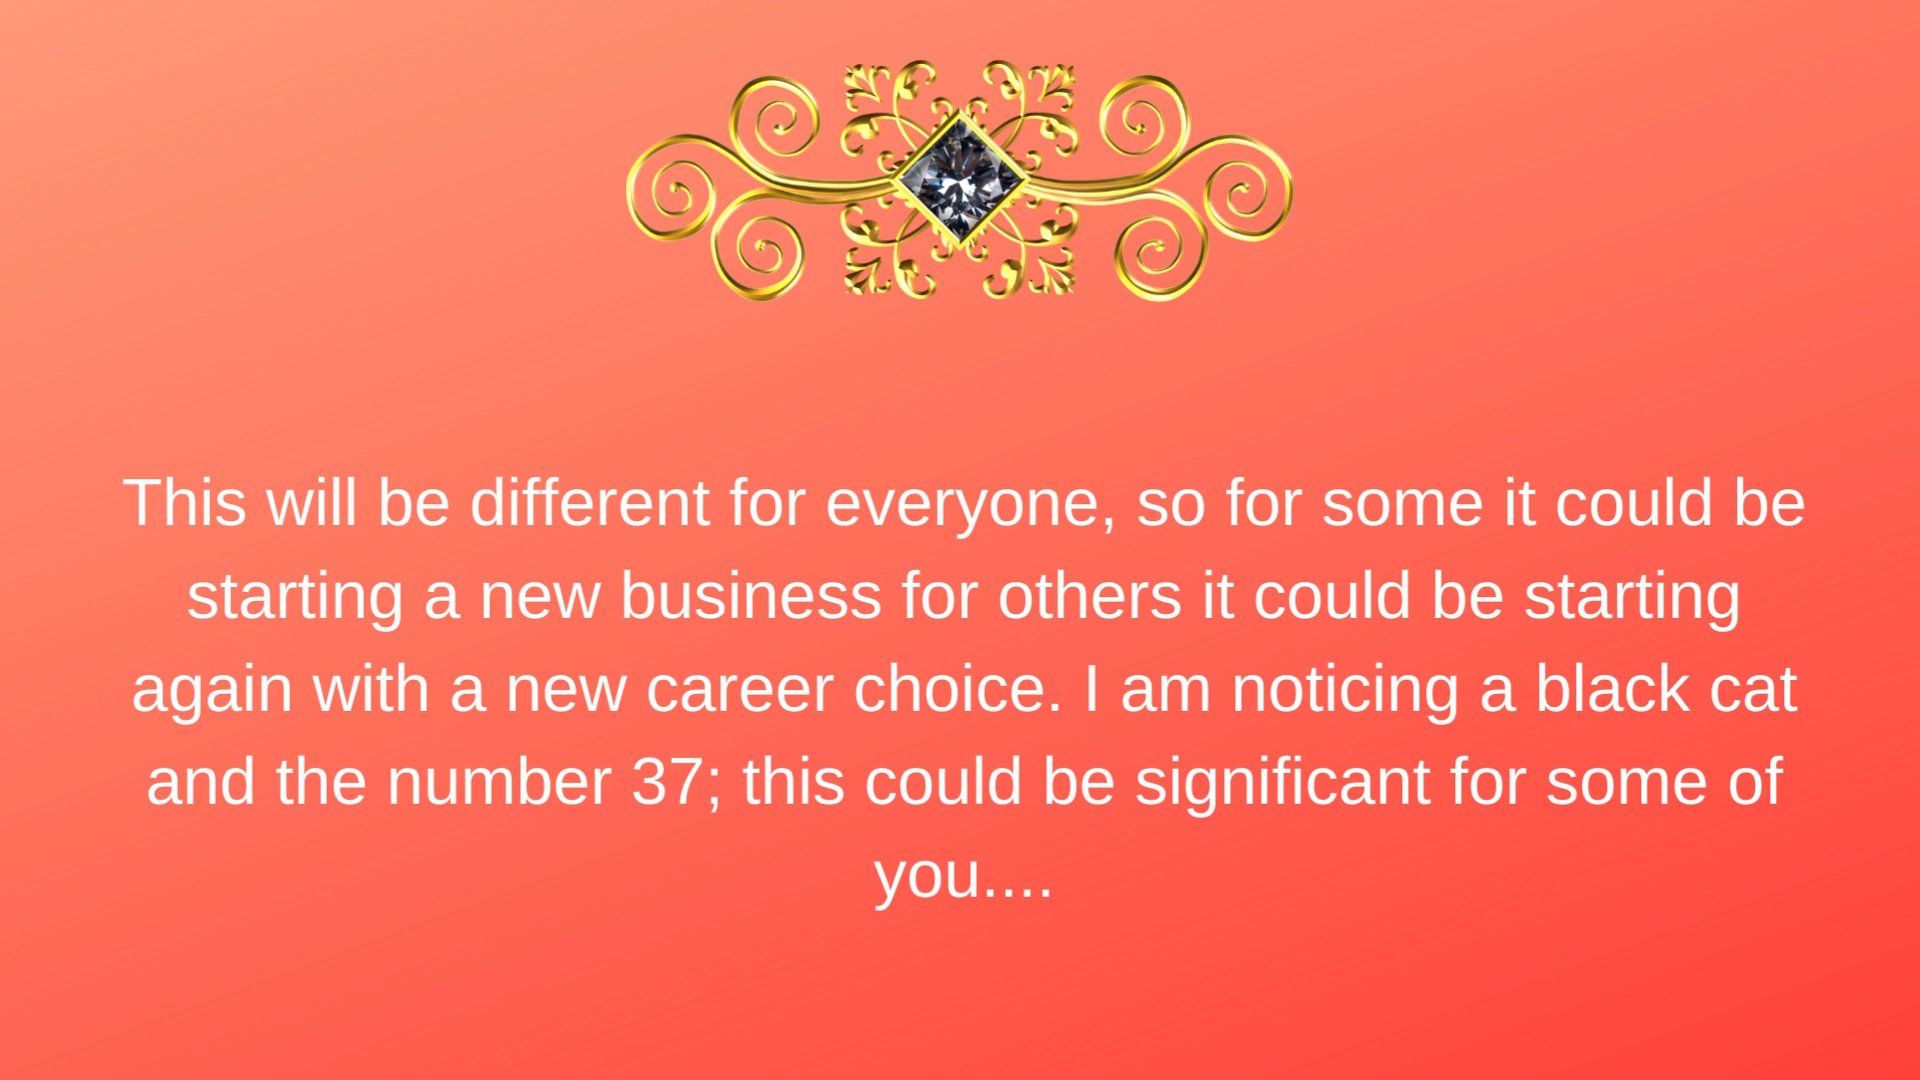 This will be different for everyone, so for some it could be
starting a new business for others it could be starting
again with a new career choice. I am noticing a black cat
and the number 37; this could be significant for some of
you....